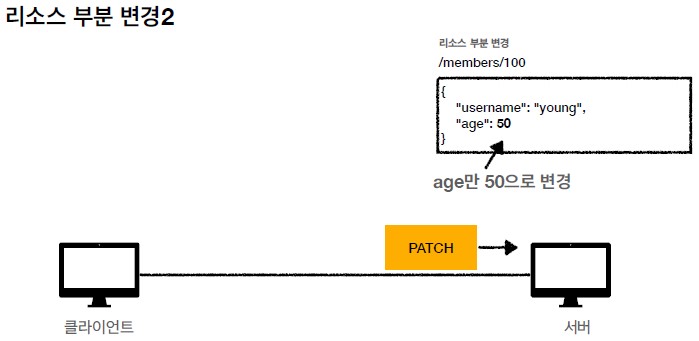 리소스 부분 변경2
리소스 부분 변경
/members/100
{
"username": "young",
"age": 50
}
age만 50으로 변경
PATCH
클라이언트
서버